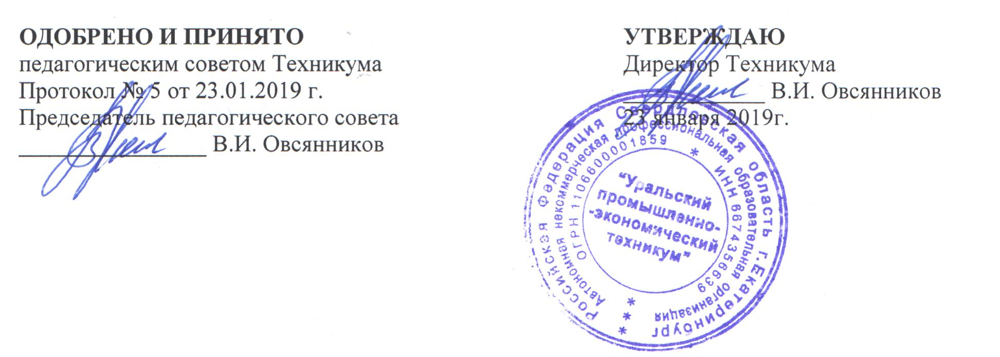 ОДОБРЕНО И ПРИНЯТО
педагогическим советом Техникума
Протокол № 5 от 23.01.2019 г.
Председатель педагогического совета
В.И. Овсянников
УТВЕРЖДАЮ
Директор Техникума
В.И. Овсянников
23 января 2019г.
Российская Федерация Свердловская область г.Екатеринбург
Автономная некоммерческая профессиональная образовательная организация
ОГРН 1106600001859 * ИНН 6674356639
"Уральский
промышленно-
-экономический
техникум"